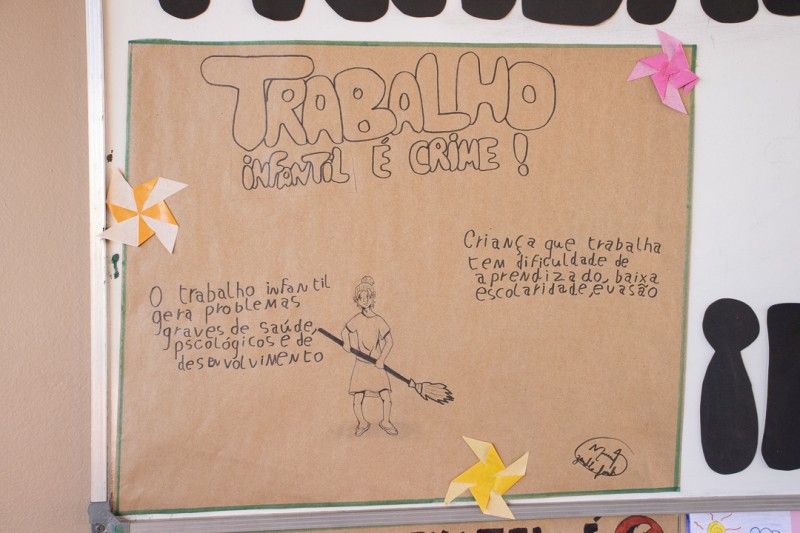 TRABALHO
iNFANTiL É CRIME !
Criança que trabalha
tem dificuldade de
aprendizado, baixa
escolaridade, evasão
O trabalho infantil
gera problemas
graves de saúde,
pscológicos e de
desenvolvimento